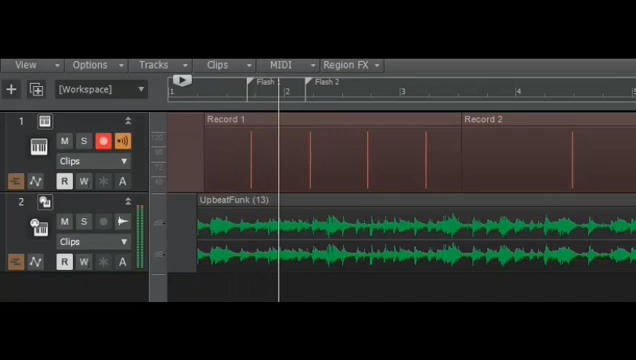 View Options Tracks Clips MIDI Region FX
Flash 1 Flash 2
[Workspace]
1 2 3 4 5
1 Record 1 Record 2
M S
Clips
R W A
2 UpbeatFunk (13)
M S
Clips
R W A